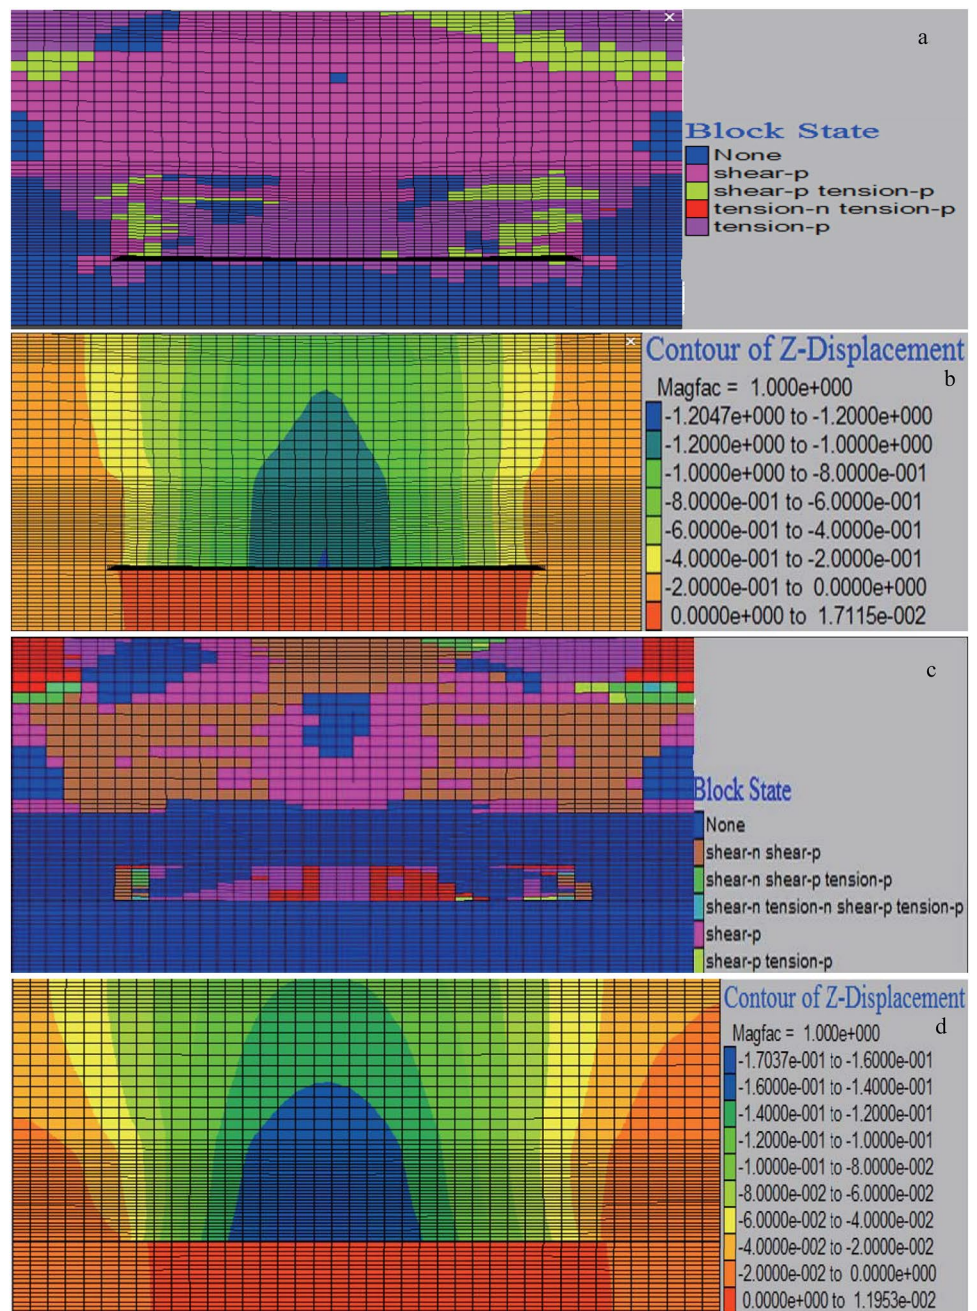 a
Block State
None
shear-p
shear-p tension-p
tension-n tension-p
tension-p
Contour of Z-Displacement
b
Magfac = 1.000e+000
-1.2047e+000 to -1.2000e+000
-1.2000e+000 to -1.0000e+000
-1.0000e+000 to -8.0000e-001
-8.0000e-001 to -6.0000e-001
-6.0000e-001 to -4.0000e-001
-4.0000e-001 to -2.0000e-001
-2.0000e-001 to 0.0000e+000
0.0000e+000 to 1.7115e-002
c
Block State
None
shear-n shear-p
shear-n shear-p tension-p
shear-n tension-n shear-p tension-p
shear-p
shear-p tension-p
Contour of Z-Displacement
d
Magfac = 1.000e+000
-1.7037e-001 to -1.6000e-001
-1.6000e-001 to -1.4000e-001
-1.4000e-001 to -1.2000e-001
-1.2000e-001 to -1.0000e-001
-1.0000e-001 to -8.0000e-002
-8.0000e-002 to -6.0000e-002
-6.0000e-002 to -4.0000e-002
-4.0000e-002 to -2.0000e-002
-2.0000e-002 to 0.0000e+000
0.0000e+000 to 1.1953e-002